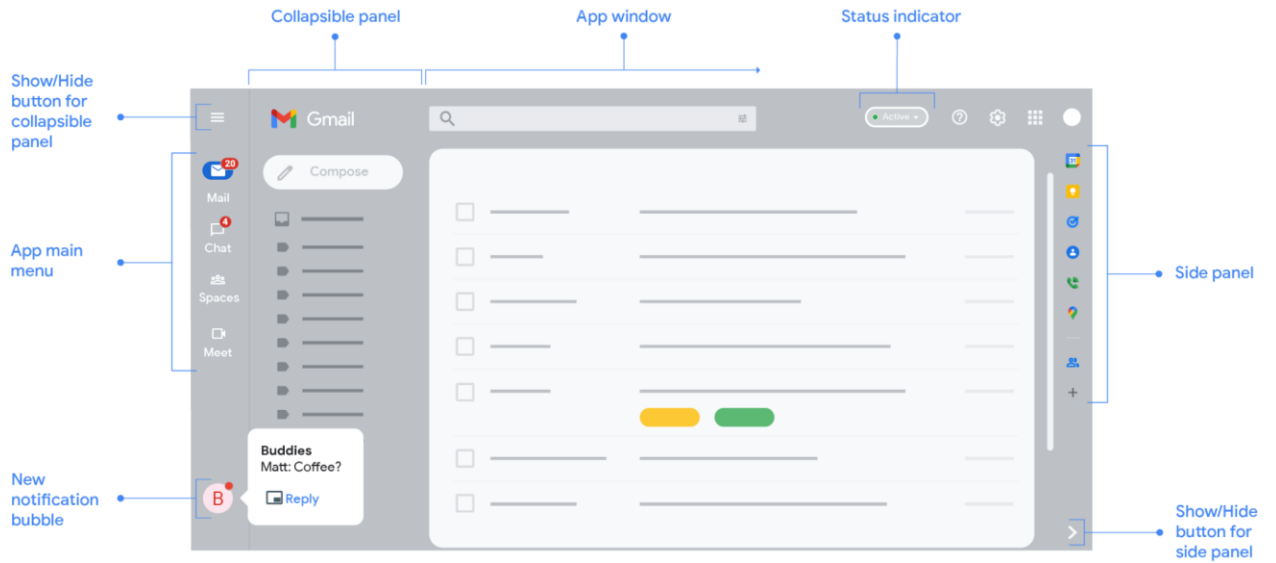 Collapsible panel
App window
Status indicator
Show/Hide
button for
collapsible
panel
Gmail
Active
20
Mail
Compose
4
Chat
App main
menu
Spaces
Meet
Side panel
Buddies
Matt: Coffee?
Reply
B
New
notification
bubble
Show/Hide
button for
side panel